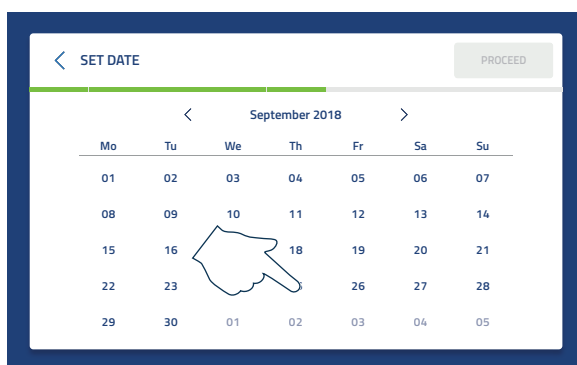 SET DATE PROCEED
September 2018
Mo Tu We Th Fr Sa Su
01 02 03 04 05 06 07
08 09 10 11 12 13 14
15 16 18 19 20 21
22 23 26 27 28
29 30 01 02 03 04 05